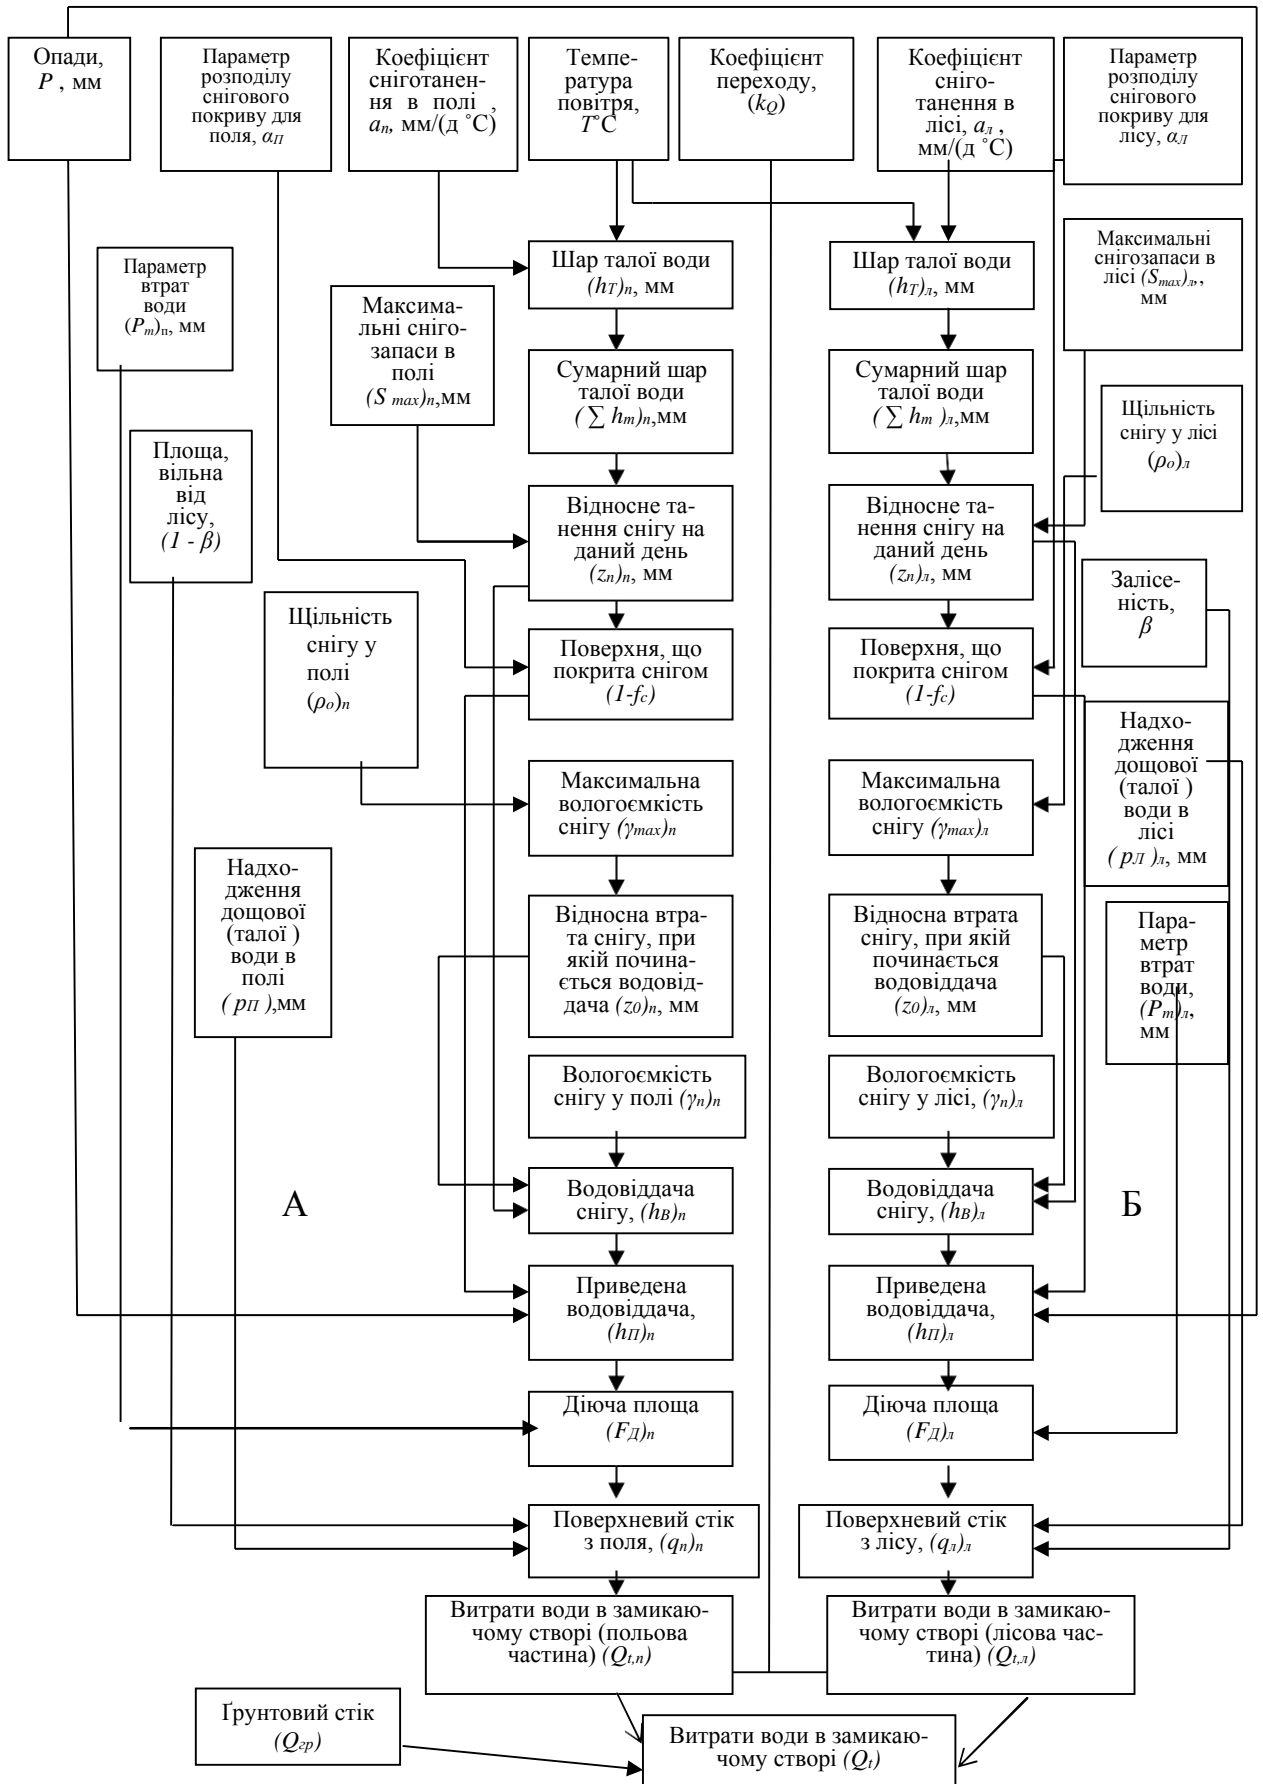 Опади,
P , мм
Параметр
розподілу
снігового
покриву для
поля, αП
Коефіцієнт
сніготанен-
ня в полі ,
aп, мм/(д ˚С)
Темпе-
ратура
повітря,
T˚С
Коефіцієнт
переходу,
(kQ)
Коефіцієнт
сніго-
танення в
лісі, aл ,
мм/(д ˚С)
Параметр
розподілу
снігового
покриву для
лісу, αЛ
Параметр
втрат
води
(Pm)п, мм
Шар талої води
(hТ)п, мм
Шар талої води
(hТ)л, мм
Максимальні
снігозапаси в
лісі (Smax)л,,
мм
Максима-
льні сніго-
запаси в
полі
(S max)п,мм
Сумарний шар
талої води
(∑ hm)п,мм
Сумарний шар
талої води
(∑ hm )л,мм
Щільність
снігу у лісі
(ρo)л
Площа,
вільна
від
лісу,
(1 - β)
Відносне та-
нення снігу на
даний день
(zn)п, мм
Відносне та-
нення снігу на
даний день
(zn)л, мм
Залісе-
ність,
β
Щільність
снігу у
полі
(ρo)п
Поверхня, що
покрита снігом
(1-fc)
Поверхня, що
покрита снігом
(1-fc)
Надхо-
дження
дощової
(талої )
води в
лісі
( pЛ )л, мм
Максимальна
вологоємкість
снігу (γmax)п
Максимальна
вологоємкість
снігу (γmax)л
Надхо-
дження
дощової
(талої )
води в
полі
( pП ),мм
Відносна втра-
та снігу, при
якій почина-
ється водовід-
дача (z0)п, мм
Відносна втрата
снігу, при якій
починається
водовіддача
(z0)л, мм
Пара-
метр
втрат
води,
(Pm)л,
мм
Вологоємкість
снігу у полі (γn)п
Вологоємкість
снігу у лісі, (γn)л
А
Водовіддача
снігу, (hВ)п
Водовіддача
снігу, (hВ)л
Б
Приведена
водовіддача,
(hП)п
Приведена
водовіддача,
(hП)л
Діюча площа
(FД)п
Діюча площа
(FД)л
Поверхневий стік
з поля, (qп)п
Поверхневий стік
з лісу, (qл)л
Витрати води в замикаю-
чому створі (польова
частина) (Qt,п)
Витрати води в замикаю-
чому створі (лісова час-
тина) (Qt,л)
Ґрунтовий стік
(Qгр)
Витрати води в замикаю-
чому створі (Qt)